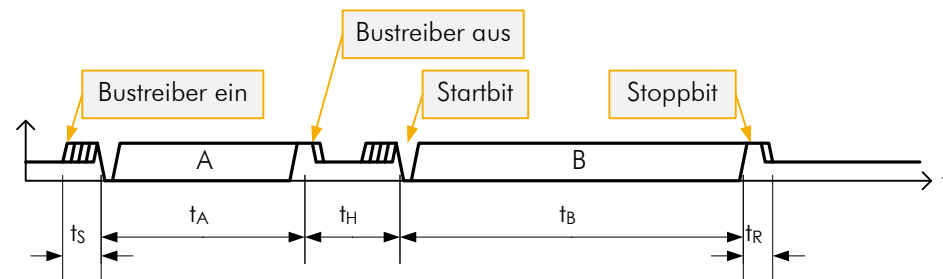 Bustreiber aus
Bustreiber ein
Startbit
Stoppbit
A
B
t
tS
tA
tH
tB
tR